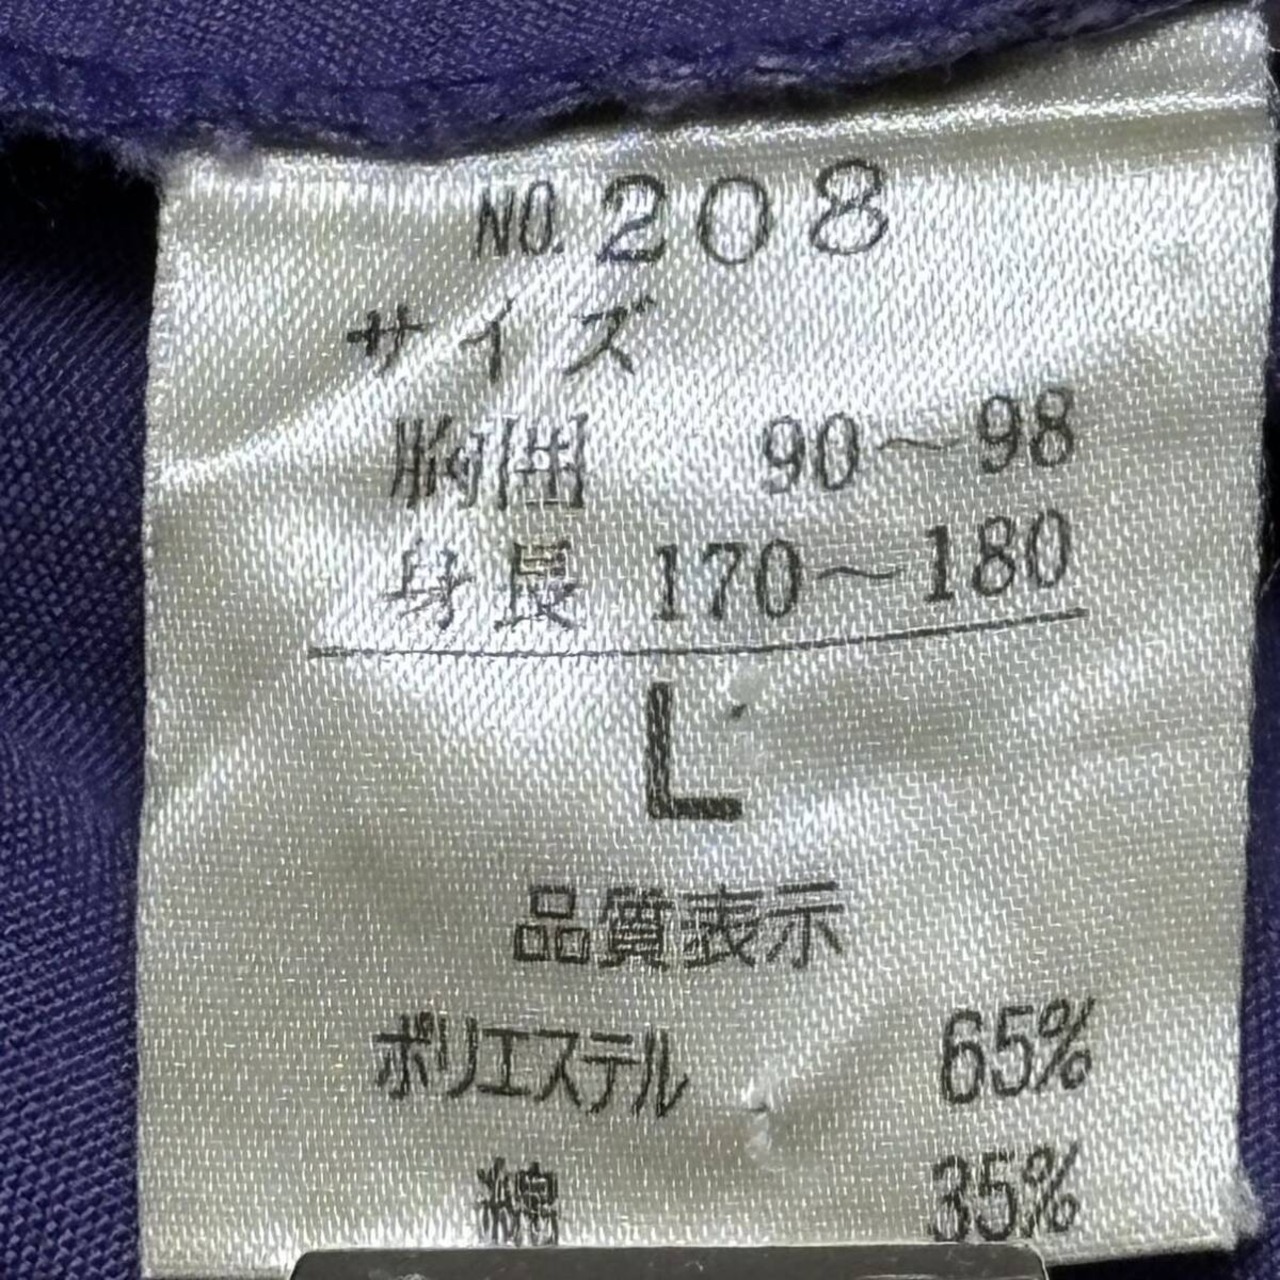 NO. 208
サイズ
胸囲 90～98
身長 170～180
L
品質表示
ポリエステル 65%
綿 35%